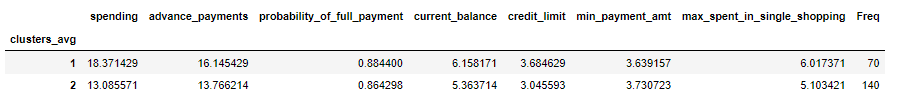 spending advance_payments probability_of_full_payment current_balance credit_limit min_payment_amt max_spent_in_single_shopping Freq
clusters_avg
1 18.371429 16.145429 0.884400 6.158171 3.684629 3.639157 6.017371 70
2 13.085571 13.766214 0.864298 5.363714 3.045593 3.730723 5.103421 140